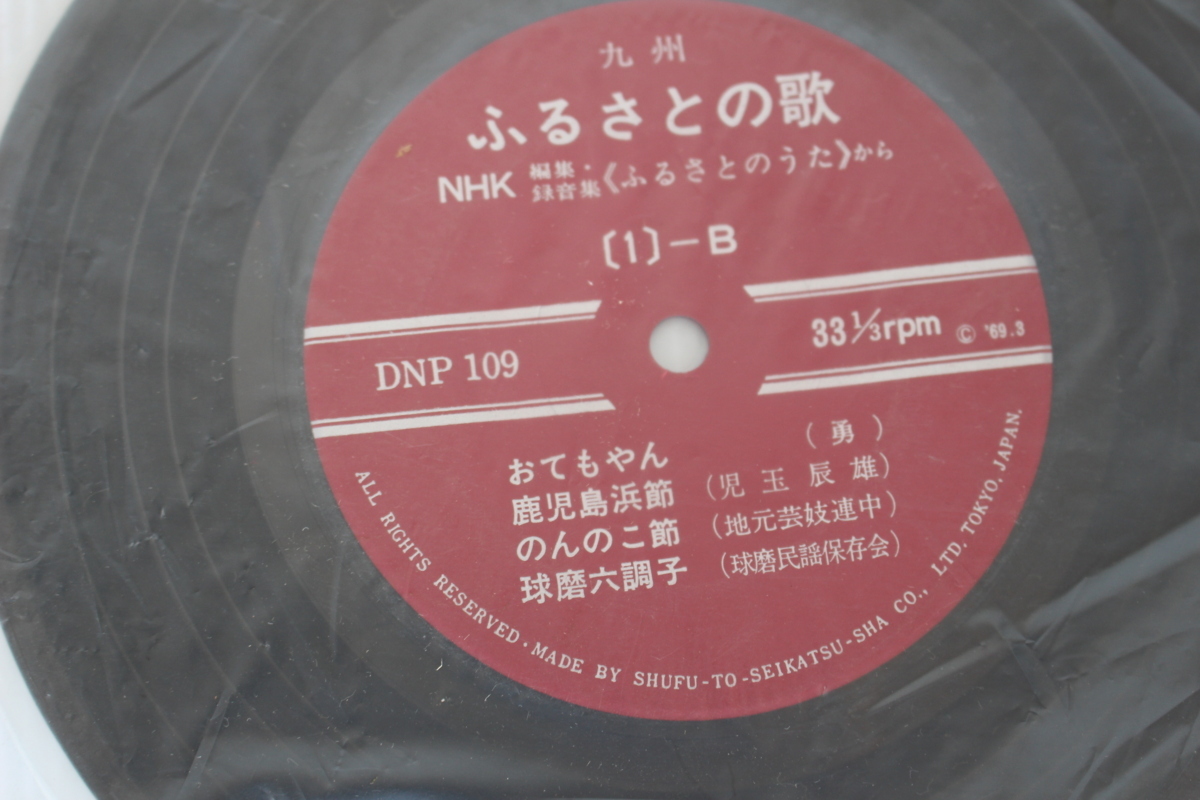 九州
ふるさとの歌
NHK 編集・録音集《ふるさとのうた》から
〔1〕－B
DNP 109
33 1/3 rpm © '69.3
おてもやん （勇）
鹿児島浜節 （児玉辰雄）
のんのこ節 （地元芸妓連中）
球磨六調子 （球磨民謡保存会）
ALL RIGHTS RESERVED・MADE BY SHUFU-TO-SEIKATSU-SHA CO., LTD. TOKYO, JAPAN.